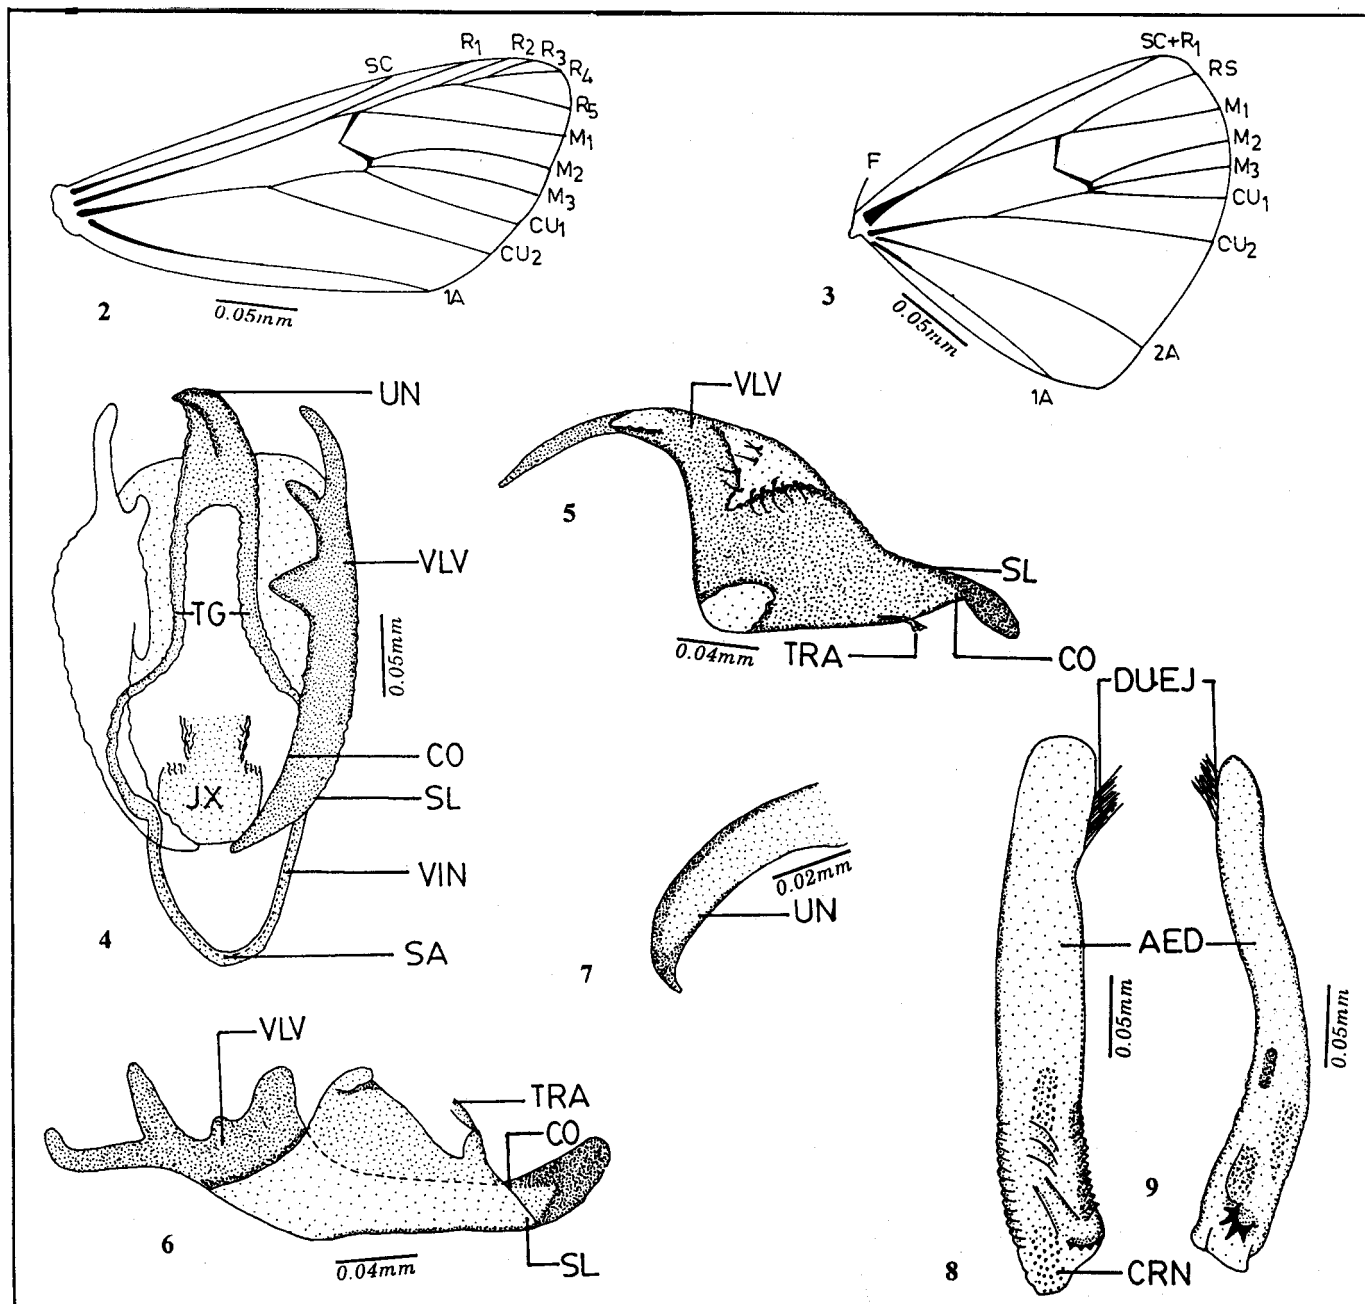 SC
R1
R2
R3
R4
R5
M1
M2
M3
CU1
CU2
1A
2
0.05mm
SC+R1
RS
M1
M2
M3
CU1
CU2
2A
1A
F
3
0.05mm
UN
VLV
TG
0.05mm
CO
JX
SL
VIN
SA
4
VLV
5
SL
0.04mm
TRA
CO
0.02mm
UN
7
DUEJ
AED
0.05mm
0.05mm
9
CRN
8
VLV
TRA
CO
6
0.04mm
SL